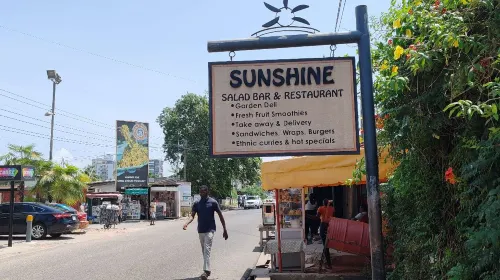 SUNSHINE
SALAD BAR & RESTAURANT
•Garden Deli
•Fresh Fruit Smoothies
•Take away & Delivery
•Sandwiches, Wraps, Burgers
•Ethnic curries & hot specials